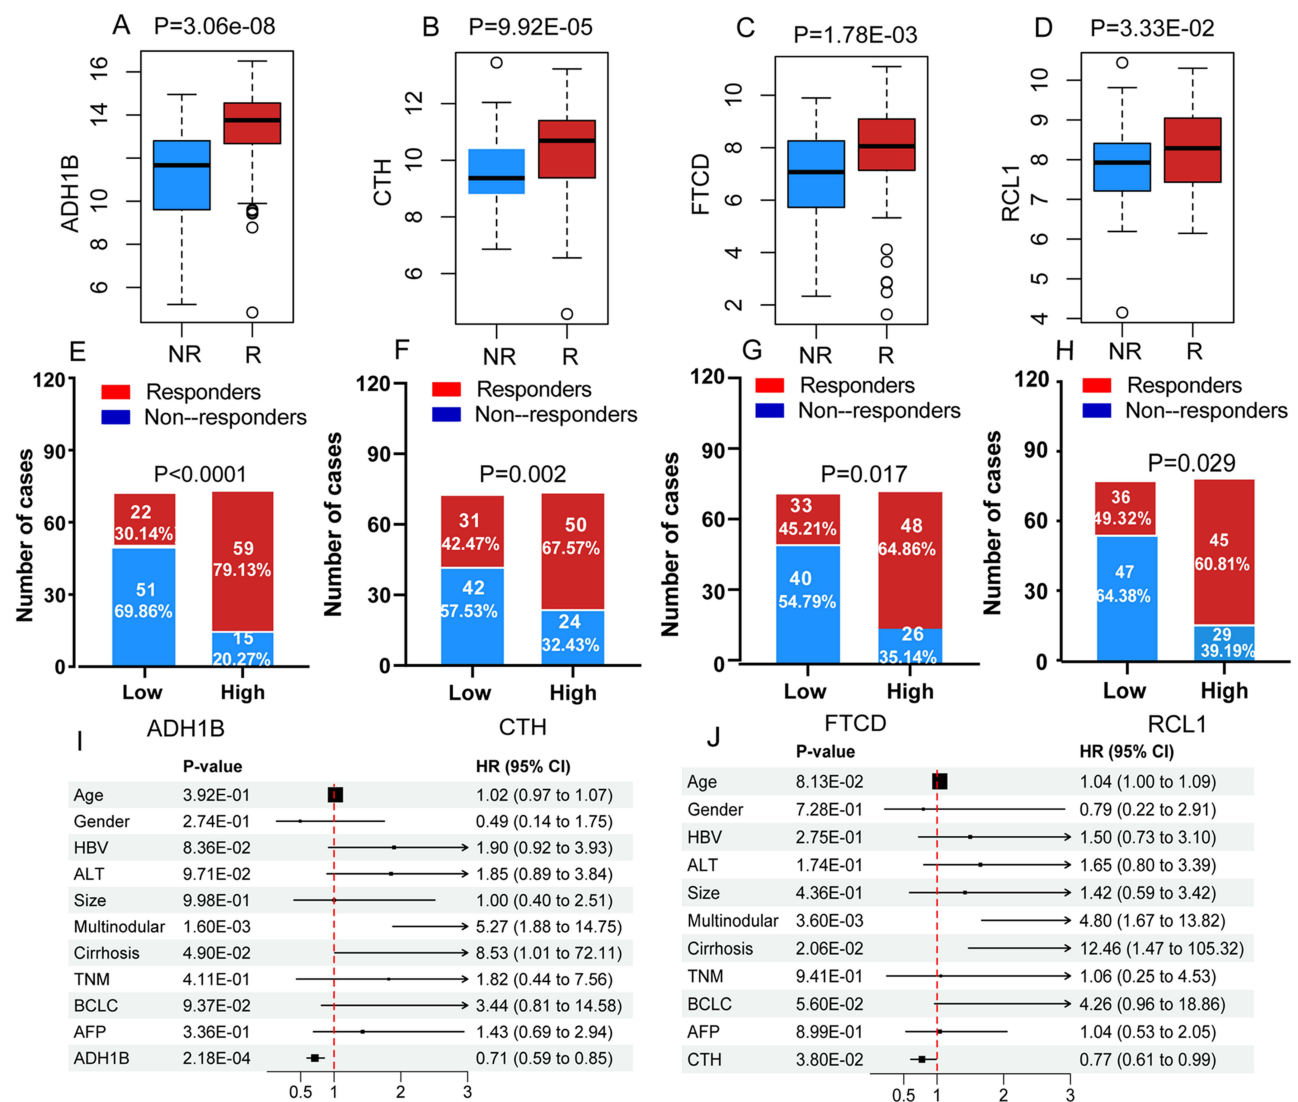 A P=3.06e-08
ADH1B
16
14
10
8
6
NR R
B P=9.92E-05
CTH
12
10
8
6
NR R
C P=1.78E-03
FTCD
10
8
6
4
2
NR R
D P=3.33E-02
RCL1
10
9
8
7
6
5
4
NR R
E
Number of cases
120
90
60
30
0
Responders
Non--responders
P<0.0001
22
30.14%
51
69.86%
59
79.13%
15
20.27%
Low High
ADH1B
F
Number of cases
120
90
60
30
0
Responders
Non--responders
P=0.002
31
42.47%
42
57.53%
50
67.57%
24
32.43%
Low High
CTH
G
Number of cases
120
90
60
30
0
Responders
Non--responders
P=0.017
33
45.21%
40
54.79%
48
64.86%
26
35.14%
Low High
FTCD
H
Number of cases
120
90
60
30
0
Responders
Non--responders
P=0.029
36
49.32%
47
64.38%
45
60.81%
29
39.19%
Low High
RCL1
I
P-value HR (95% CI)
Age 3.92E-01 1.02 (0.97 to 1.07)
Gender 2.74E-01 0.49 (0.14 to 1.75)
HBV 8.36E-02 1.90 (0.92 to 3.93)
ALT 9.71E-02 1.85 (0.89 to 3.84)
Size 9.98E-01 1.00 (0.40 to 2.51)
Multinodular 1.60E-03 5.27 (1.88 to 14.75)
Cirrhosis 4.90E-02 8.53 (1.01 to 72.11)
TNM 4.11E-01 1.82 (0.44 to 7.56)
BCLC 9.37E-02 3.44 (0.81 to 14.58)
AFP 3.36E-01 1.43 (0.69 to 2.94)
ADH1B 2.18E-04 0.71 (0.59 to 0.85)
0.5 1 2 3
J
P-value HR (95% CI)
Age 8.13E-02 1.04 (1.00 to 1.09)
Gender 7.28E-01 0.79 (0.22 to 2.91)
HBV 2.75E-01 1.50 (0.73 to 3.10)
ALT 1.74E-01 1.65 (0.80 to 3.39)
Size 4.36E-01 1.42 (0.59 to 3.42)
Multinodular 3.60E-03 4.80 (1.67 to 13.82)
Cirrhosis 2.06E-02 12.46 (1.47 to 105.32)
TNM 9.41E-01 1.06 (0.25 to 4.53)
BCLC 5.60E-02 4.26 (0.96 to 18.86)
AFP 8.99E-01 1.04 (0.53 to 2.05)
CTH 3.80E-02 0.77 (0.61 to 0.99)
0.5 1 2 3